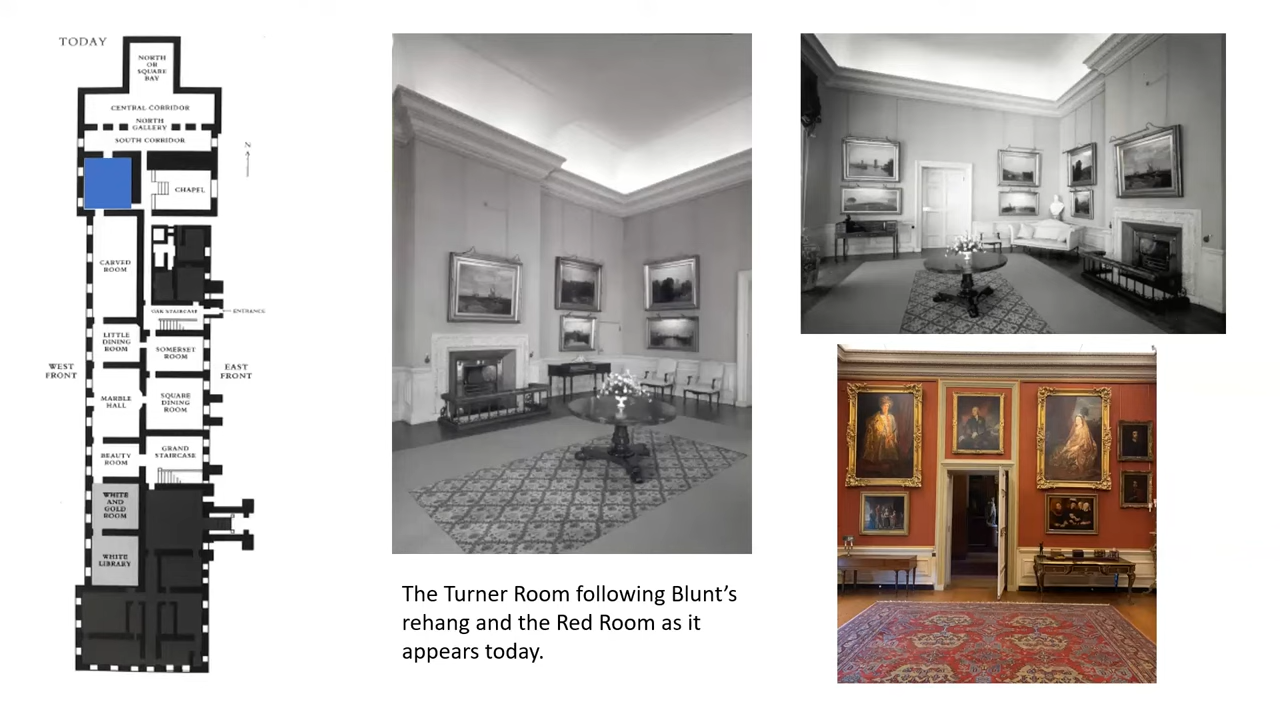 TODAY
NORTH
OR
SQUARE
BAY
CENTRAL CORRIDOR
NORTH
GALLERY
SOUTH CORRIDOR
N
CHAPEL
CARVED
ROOM
OAK STAIRCASE
ENTRANCE
LITTLE
DINING
ROOM
SOMERSET
ROOM
WEST
FRONT
EAST
FRONT
MARBLE
HALL
SQUARE
DINING
ROOM
BEAUTY
ROOM
GRAND
STAIRCASE
WHITE
AND
GOLD
ROOM
WHITE
LIBRARY
The Turner Room following Blunt’s
rehang and the Red Room as it
appears today.